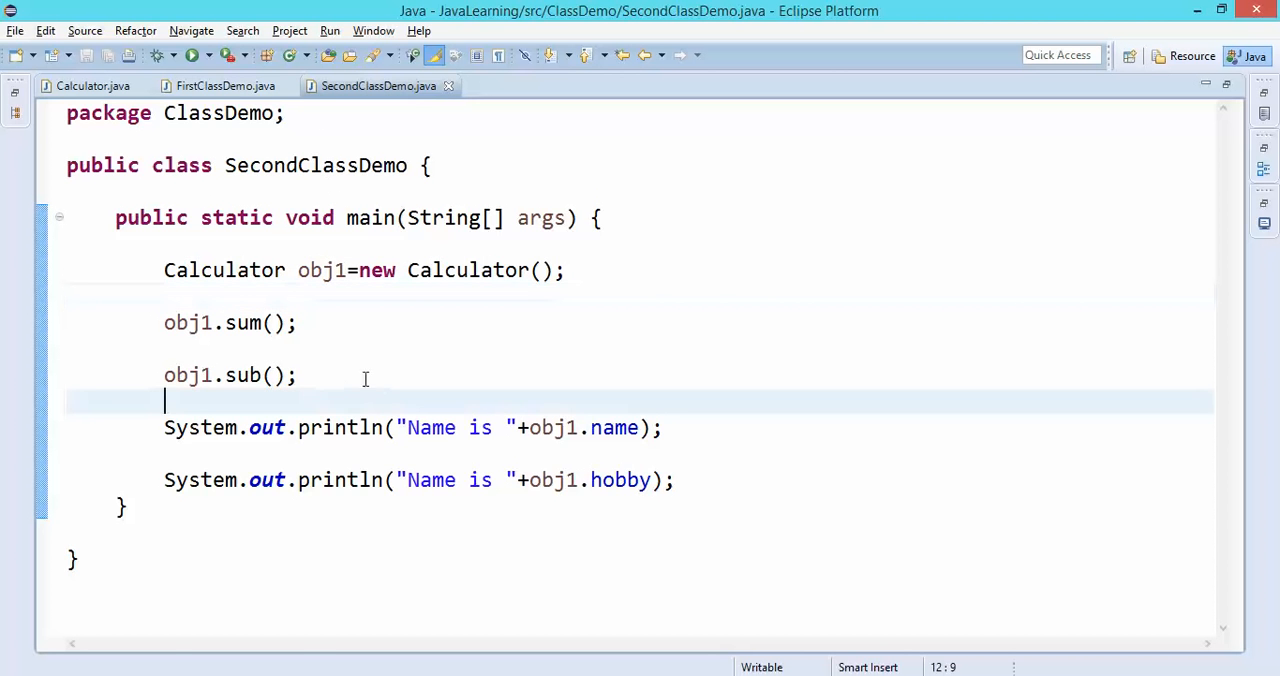 Java - JavaLearning/src/ClassDemo/SecondClassDemo.java - Eclipse Platform
File Edit Source Refactor Navigate Search Project Run Window Help
Quick Access Resource Java
Calculator.java FirstClassDemo.java SecondClassDemo.java
package ClassDemo;
public class SecondClassDemo {
public static void main(String[] args) {
Calculator obj1=new Calculator();
obj1.sum();
obj1.sub();
System.out.println("Name is "+obj1.name);
System.out.println("Name is "+obj1.hobby);
}
}
Writable Smart Insert 12 : 9